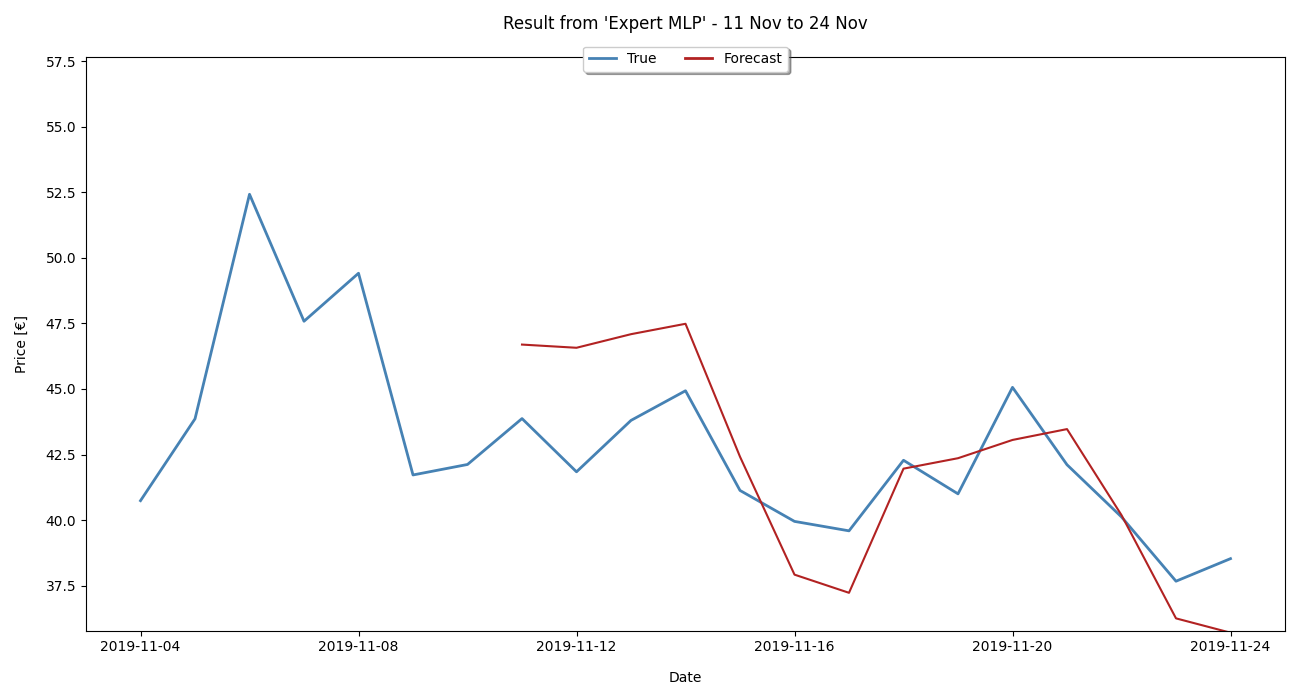 Result from 'Expert MLP' - 11 Nov to 24 Nov
True Forecast
57.5
55.0
52.5
50.0
47.5
45.0
42.5
40.0
37.5
Price [€]
2019-11-04 2019-11-08 2019-11-12 2019-11-16 2019-11-20 2019-11-24
Date